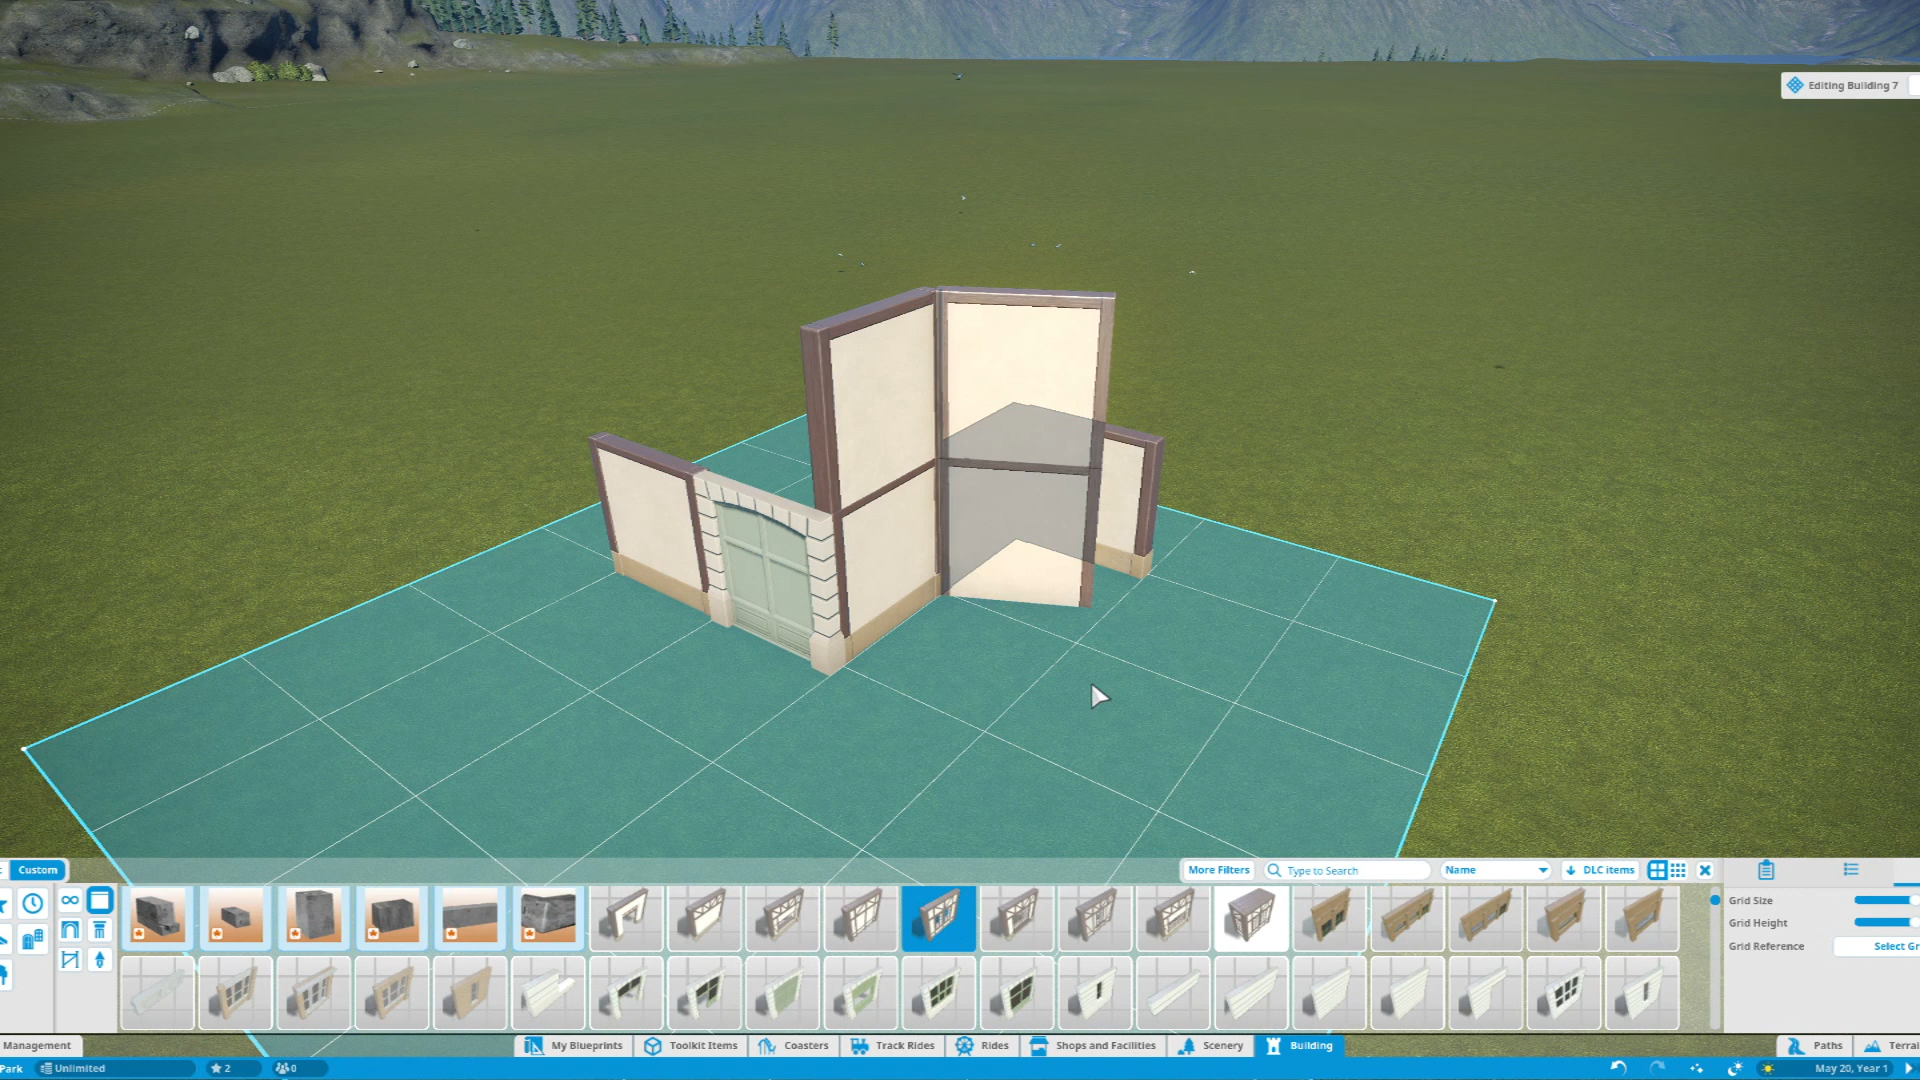 Editing Building 7
Custom
More Filters
Type to Search
Name
DLC items
Grid Size
Grid Height
Grid Reference
Select Gr
Management
My Blueprints
Toolkit Items
Coasters
Track Rides
Rides
Shops and Facilities
Scenery
Building
Paths
Terrai
Park
Unlimited
2
0
May 20, Year 1